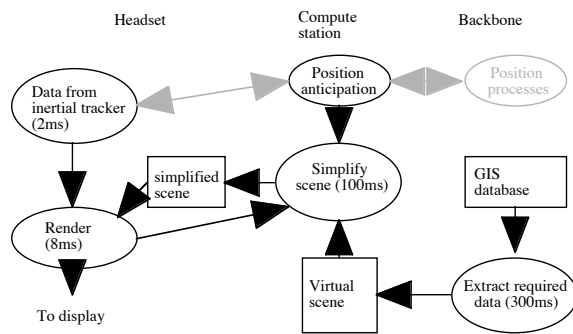 Headset
Compute
station
Backbone
Data from
inertial tracker
(2ms)
Position
anticipation
Position
processes
simplified
scene
Simplify
scene (100ms)
GIS
database
Render
(8ms)
Virtual
scene
Extract required
data (300ms)
To display